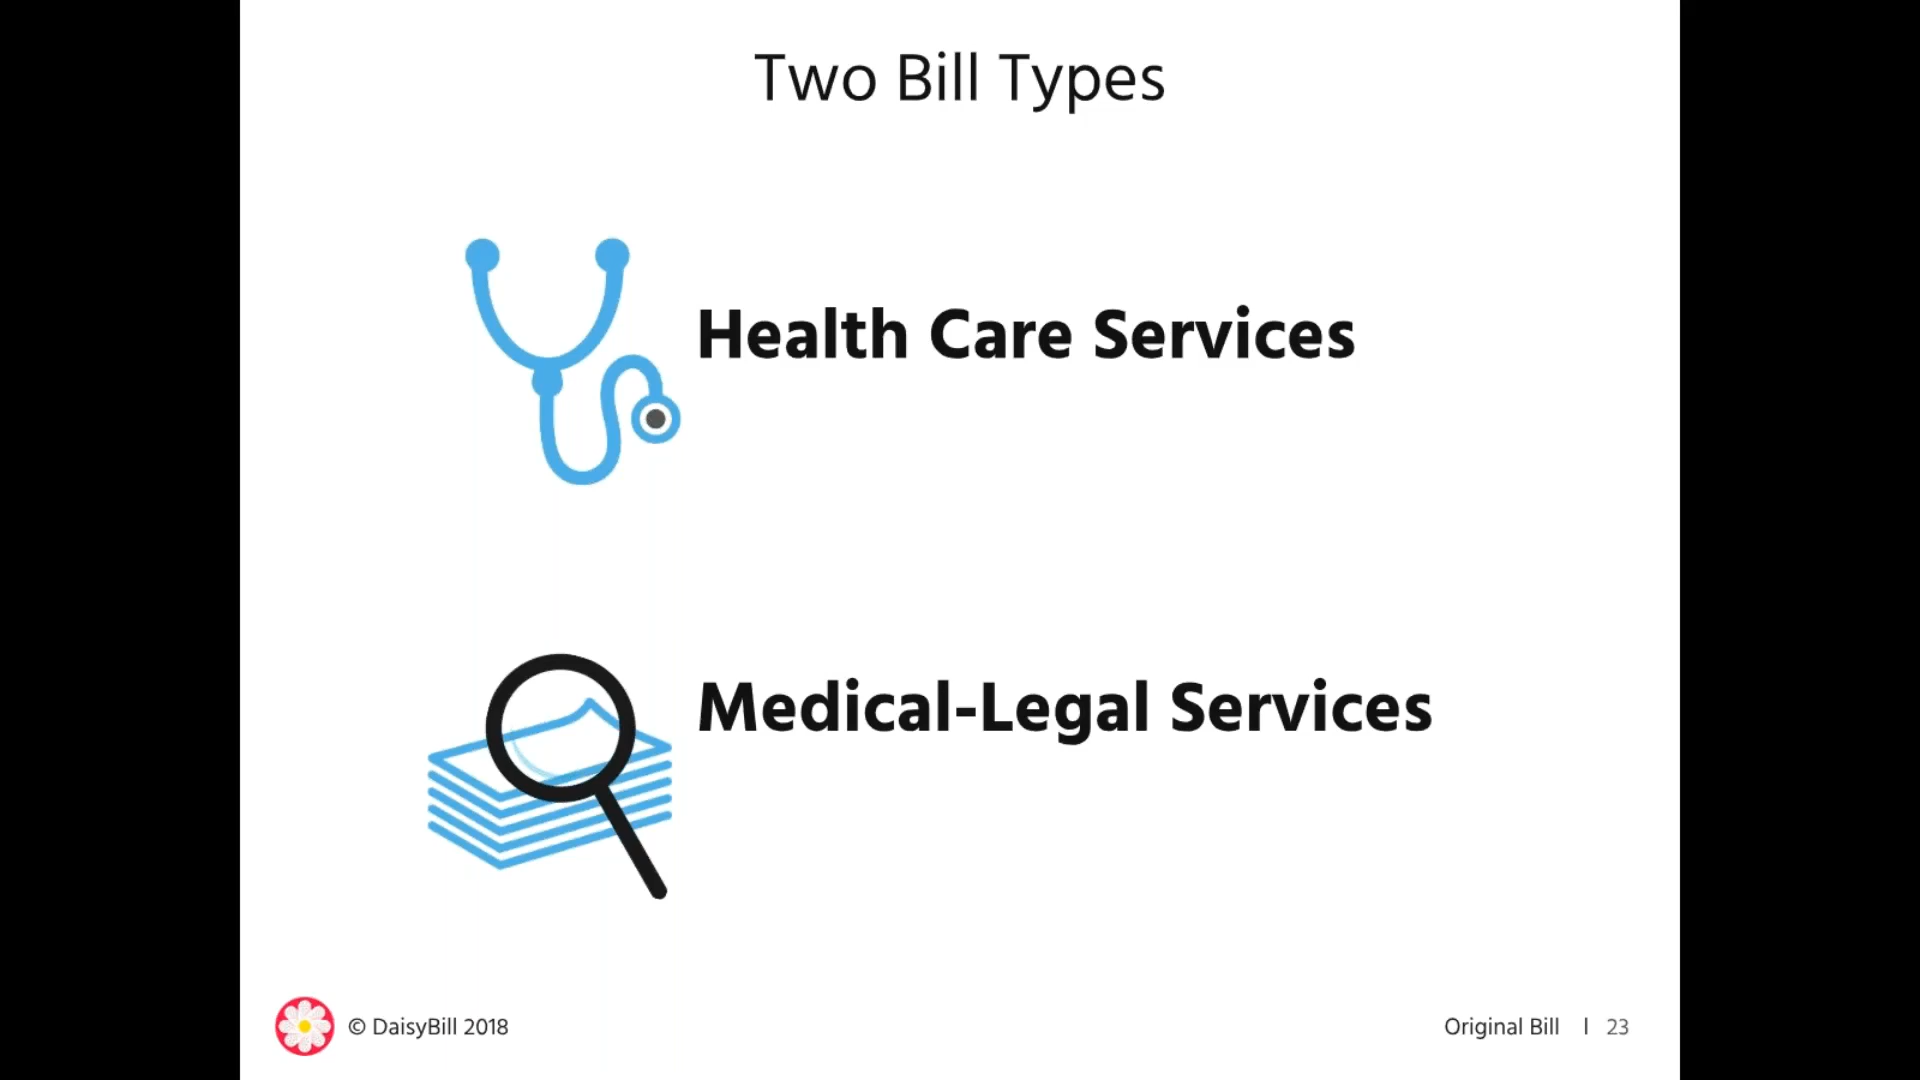 Two Bill Types
Health Care Services
Medical-Legal Services
© DaisyBill 2018
Original Bill | 23